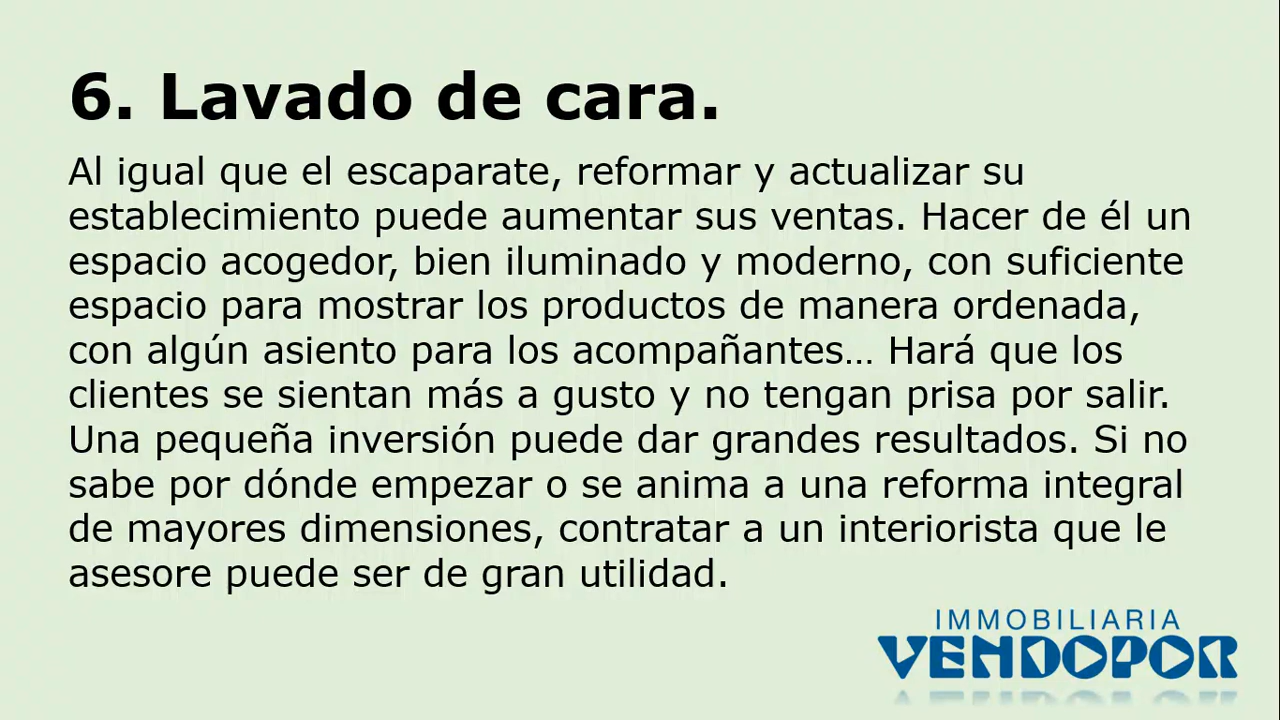 6. Lavado de cara.
Al igual que el escaparate, reformar y actualizar su
establecimiento puede aumentar sus ventas. Hacer de él un
espacio acogedor, bien iluminado y moderno, con suficiente
espacio para mostrar los productos de manera ordenada,
con algún asiento para los acompañantes… Hará que los
clientes se sientan más a gusto y no tengan prisa por salir.
Una pequeña inversión puede dar grandes resultados. Si no
sabe por dónde empezar o se anima a una reforma integral
de mayores dimensiones, contratar a un interiorista que le
asesore puede ser de gran utilidad.
IMMOBILIARIA
VENDOPOR